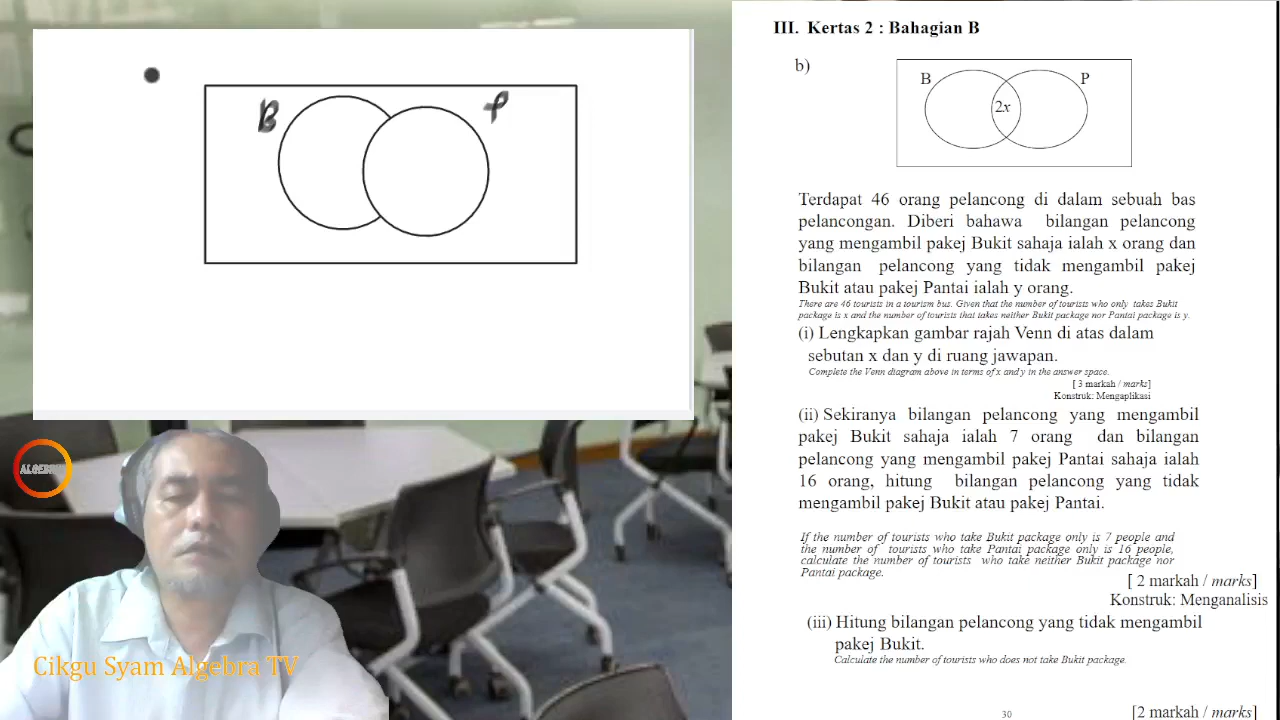 B
P
ALGEBRA
Cikgu Syam Algebra TV
III. Kertas 2 : Bahagian B
b)
B
P
2x
Terdapat 46 orang pelancong di dalam sebuah bas
pelancongan. Diberi bahawa bilangan pelancong
yang mengambil pakej Bukit sahaja ialah x orang dan
bilangan pelancong yang tidak mengambil pakej
Bukit atau pakej Pantai ialah y orang.
There are 46 tourists in a tourism bus. Given that the number of tourists who only takes Bukit
package is x and the number of tourists that takes neither Bukit package nor Pantai package is y.
(i) Lengkapkan gambar rajah Venn di atas dalam
sebutan x dan y di ruang jawapan.
Complete the Venn diagram above in terms of x and y in the answer space.
[ 3 markah / marks]
Konstruk: Mengaplikasi
(ii) Sekiranya bilangan pelancong yang mengambil
pakej Bukit sahaja ialah 7 orang dan bilangan
pelancong yang mengambil pakej Pantai sahaja ialah
16 orang, hitung bilangan pelancong yang tidak
mengambil pakej Bukit atau pakej Pantai.
If the number of tourists who take Bukit package only is 7 people and
the number of tourists who take Pantai package only is 16 people,
calculate the number of tourists who take neither Bukit package nor
Pantai package.
[ 2 markah / marks]
Konstruk: Menganalisis
(iii) Hitung bilangan pelancong yang tidak mengambil
pakej Bukit.
Calculate the number of tourists who does not take Bukit package.
30
[2 markah / marks]